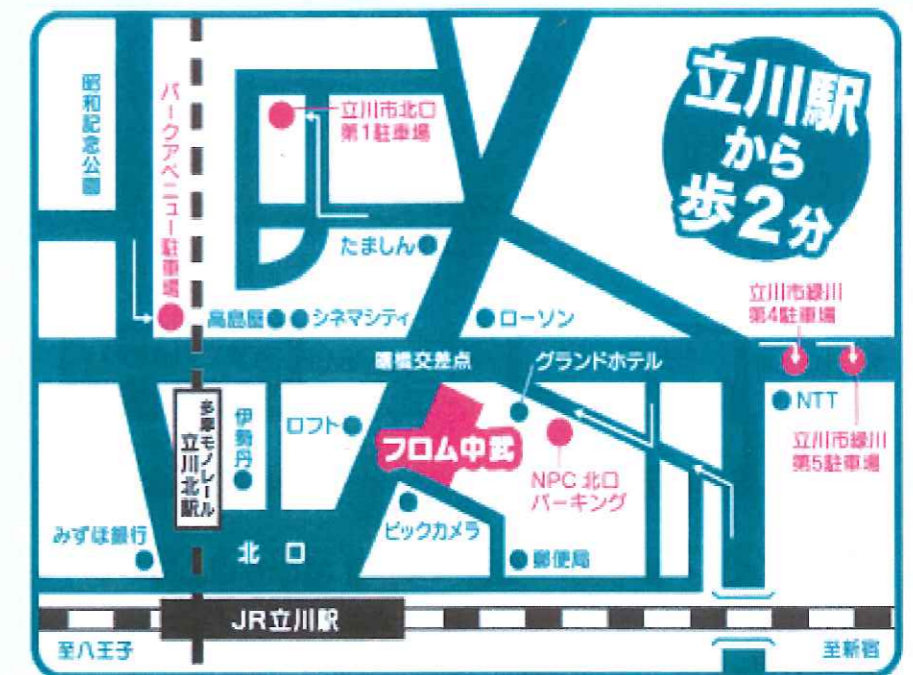 昭和記念公園
パークアベニュー駐車場
立川市北口
第1駐車場
立川駅
から
歩2分
たましん
立川市緑川
第4駐車場
高島屋
シネマシティ
ローソン
曙橋交差点
グランドホテル
NTT
立川市緑川
第5駐車場
多摩モノレール
立川北駅
伊勢丹
ロフト
フロム中武
NPC 北口
パーキング
みずほ銀行
北口
ビックカメラ
郵便局
JR立川駅
至八王子
至新宿